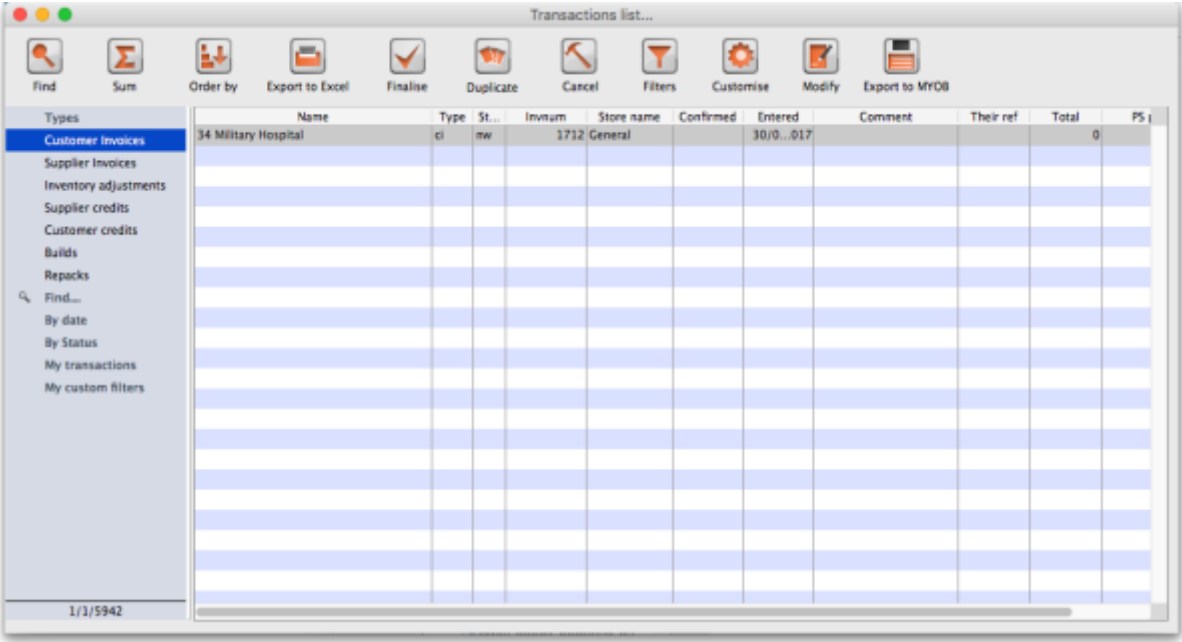 Transactions list...
Find Sum Order by Export to Excel Finalise Duplicate Cancel Filters Customise Modify Export to MYOB
Types
Customer Invoices
Supplier Invoices
Inventory adjustments
Supplier credits
Customer credits
Builds
Repacks
Find...
By date
By Status
My transactions
My custom filters
1/1/5942
Name Type St... Invnum Store name Confirmed Entered Comment Their ref Total PS
34 Military Hospital ci nw 1712 General 30/0...017 0